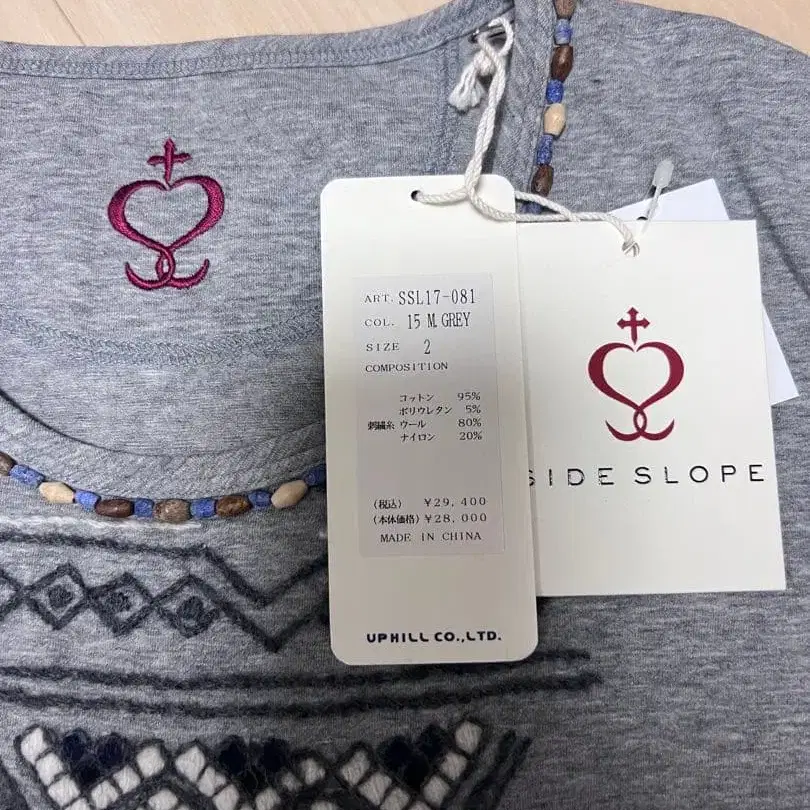 ART. SSL17-081
COL. 15 M.GREY
SIZE 2
COMPOSITION
コットン 95%
ポリウレタン 5%
刺繍糸 ウール 80%
ナイロン 20%
(税込) ¥29,400
(本体価格) ¥28,000
MADE IN CHINA
UPHILL CO.,LTD.
SIDE SLOPE